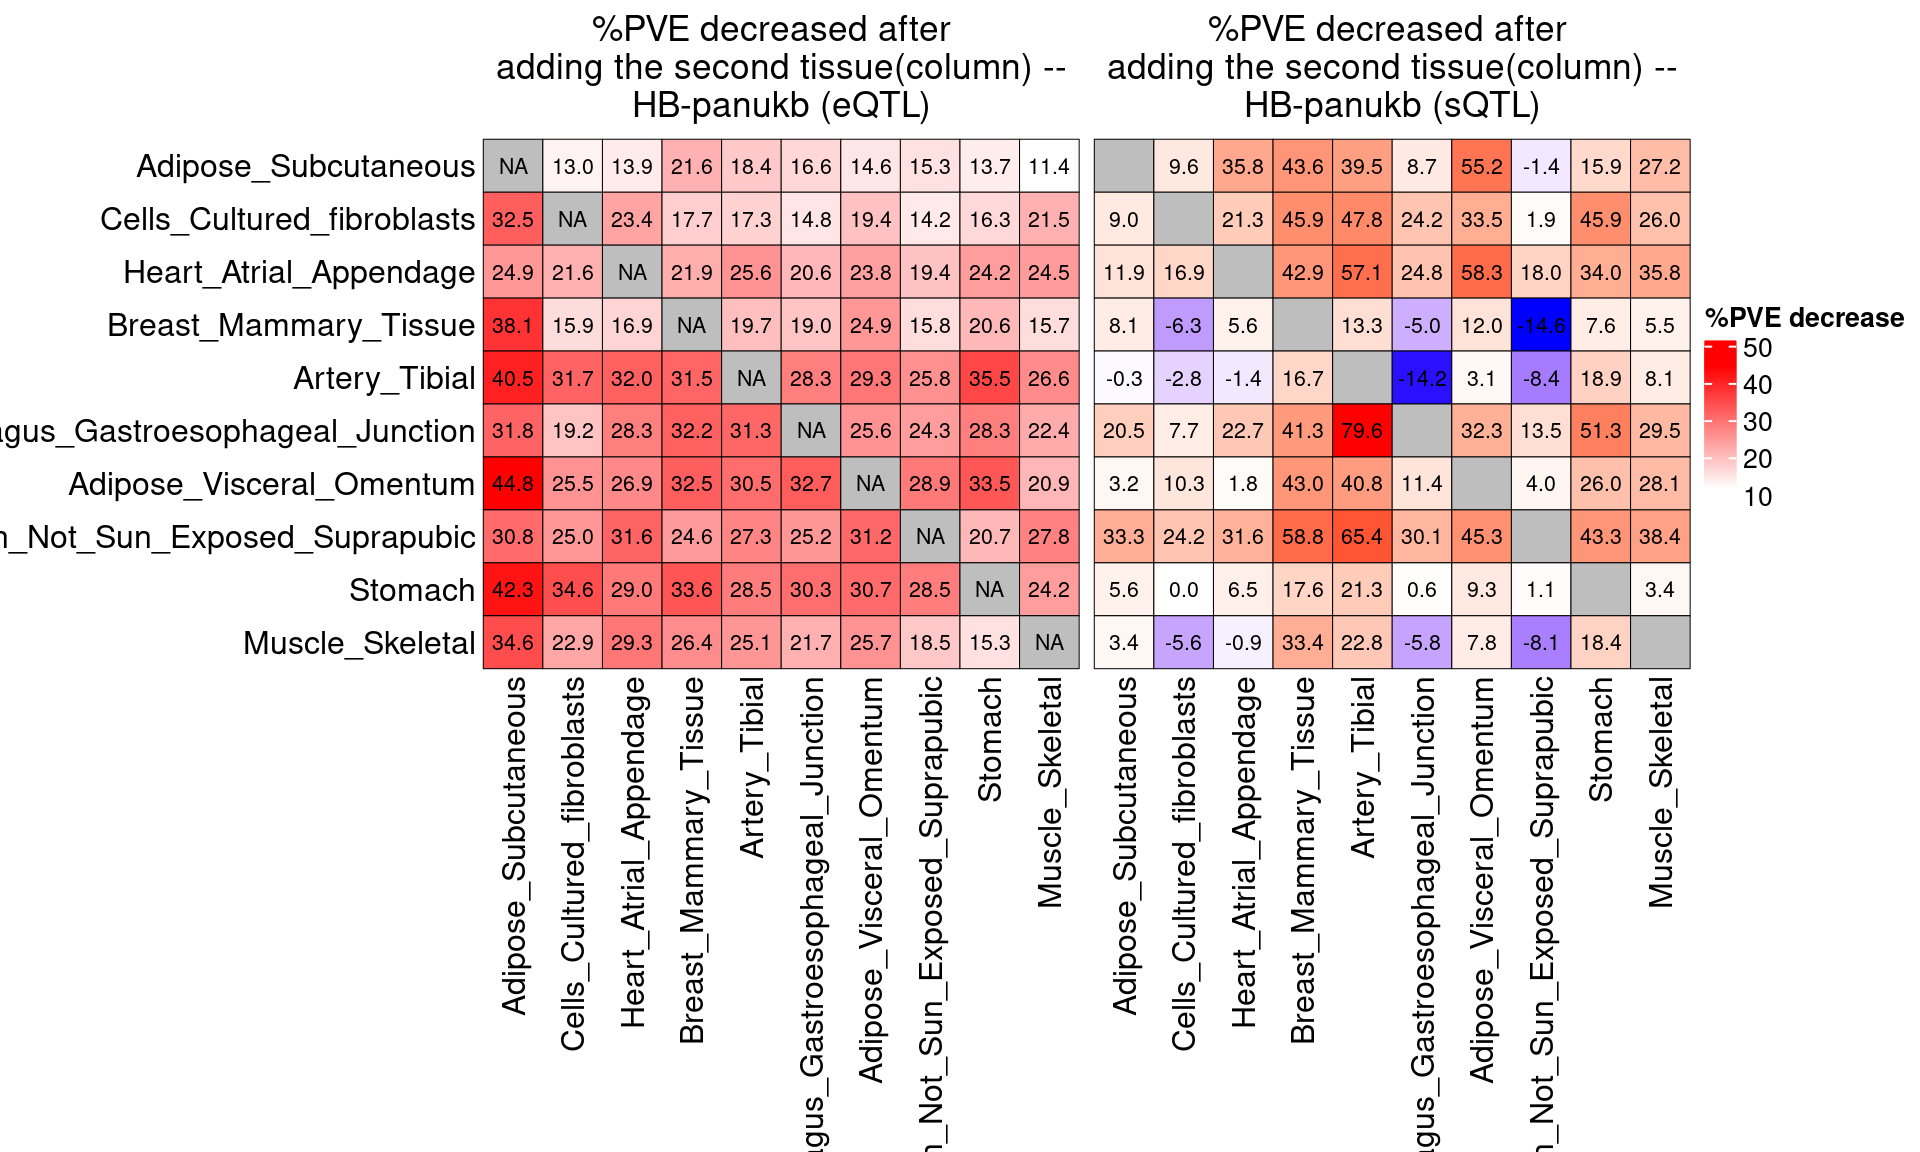 %PVE decreased after
adding the second tissue(column) --
HB-panukb (eQTL)
%PVE decreased after
adding the second tissue(column) --
HB-panukb (sQTL)
Adipose_Subcutaneous NA 13.0 13.9 21.6 18.4 16.6 14.6 15.3 13.7 11.4 9.6 35.8 43.6 39.5 8.7 55.2 -1.4 15.9 27.2
Cells_Cultured_fibroblasts 32.5 NA 23.4 17.7 17.3 14.8 19.4 14.2 16.3 21.5 9.0 21.3 45.9 47.8 24.2 33.5 1.9 45.9 26.0
Heart_Atrial_Appendage 24.9 21.6 NA 21.9 25.6 20.6 23.8 19.4 24.2 24.5 11.9 16.9 42.9 57.1 24.8 58.3 18.0 34.0 35.8
Breast_Mammary_Tissue 38.1 15.9 16.9 NA 19.7 19.0 24.9 15.8 20.6 15.7 8.1 -6.3 5.6 13.3 -5.0 12.0 -14.6 7.6 5.5
Artery_Tibial 40.5 31.7 32.0 31.5 NA 28.3 29.3 25.8 35.5 26.6 -0.3 -2.8 -1.4 16.7 -14.2 3.1 -8.4 18.9 8.1
agus_Gastroesophageal_Junction 31.8 19.2 28.3 32.2 31.3 NA 25.6 24.3 28.3 22.4 20.5 7.7 22.7 41.3 79.6 32.3 13.5 51.3 29.5
Adipose_Visceral_Omentum 44.8 25.5 26.9 32.5 30.5 32.7 NA 28.9 33.5 20.9 3.2 10.3 1.8 43.0 40.8 11.4 4.0 26.0 28.1
n_Not_Sun_Exposed_Suprapubic 30.8 25.0 31.6 24.6 27.3 25.2 31.2 NA 20.7 27.8 33.3 24.2 31.6 58.8 65.4 30.1 45.3 43.3 38.4
Stomach 42.3 34.6 29.0 33.6 28.5 30.3 30.7 28.5 NA 24.2 5.6 0.0 6.5 17.6 21.3 0.6 9.3 1.1 3.4
Muscle_Skeletal 34.6 22.9 29.3 26.4 25.1 21.7 25.7 18.5 15.3 NA 3.4 -5.6 -0.9 33.4 22.8 -5.8 7.8 -8.1 18.4
Adipose_Subcutaneous
Cells_Cultured_fibroblasts
Heart_Atrial_Appendage
Breast_Mammary_Tissue
Artery_Tibial
agus_Gastroesophageal_Junction
Adipose_Visceral_Omentum
n_Not_Sun_Exposed_Suprapubic
Stomach
Muscle_Skeletal
Adipose_Subcutaneous
Cells_Cultured_fibroblasts
Heart_Atrial_Appendage
Breast_Mammary_Tissue
Artery_Tibial
agus_Gastroesophageal_Junction
Adipose_Visceral_Omentum
n_Not_Sun_Exposed_Suprapubic
Stomach
Muscle_Skeletal
%PVE decrease
50
40
30
20
10